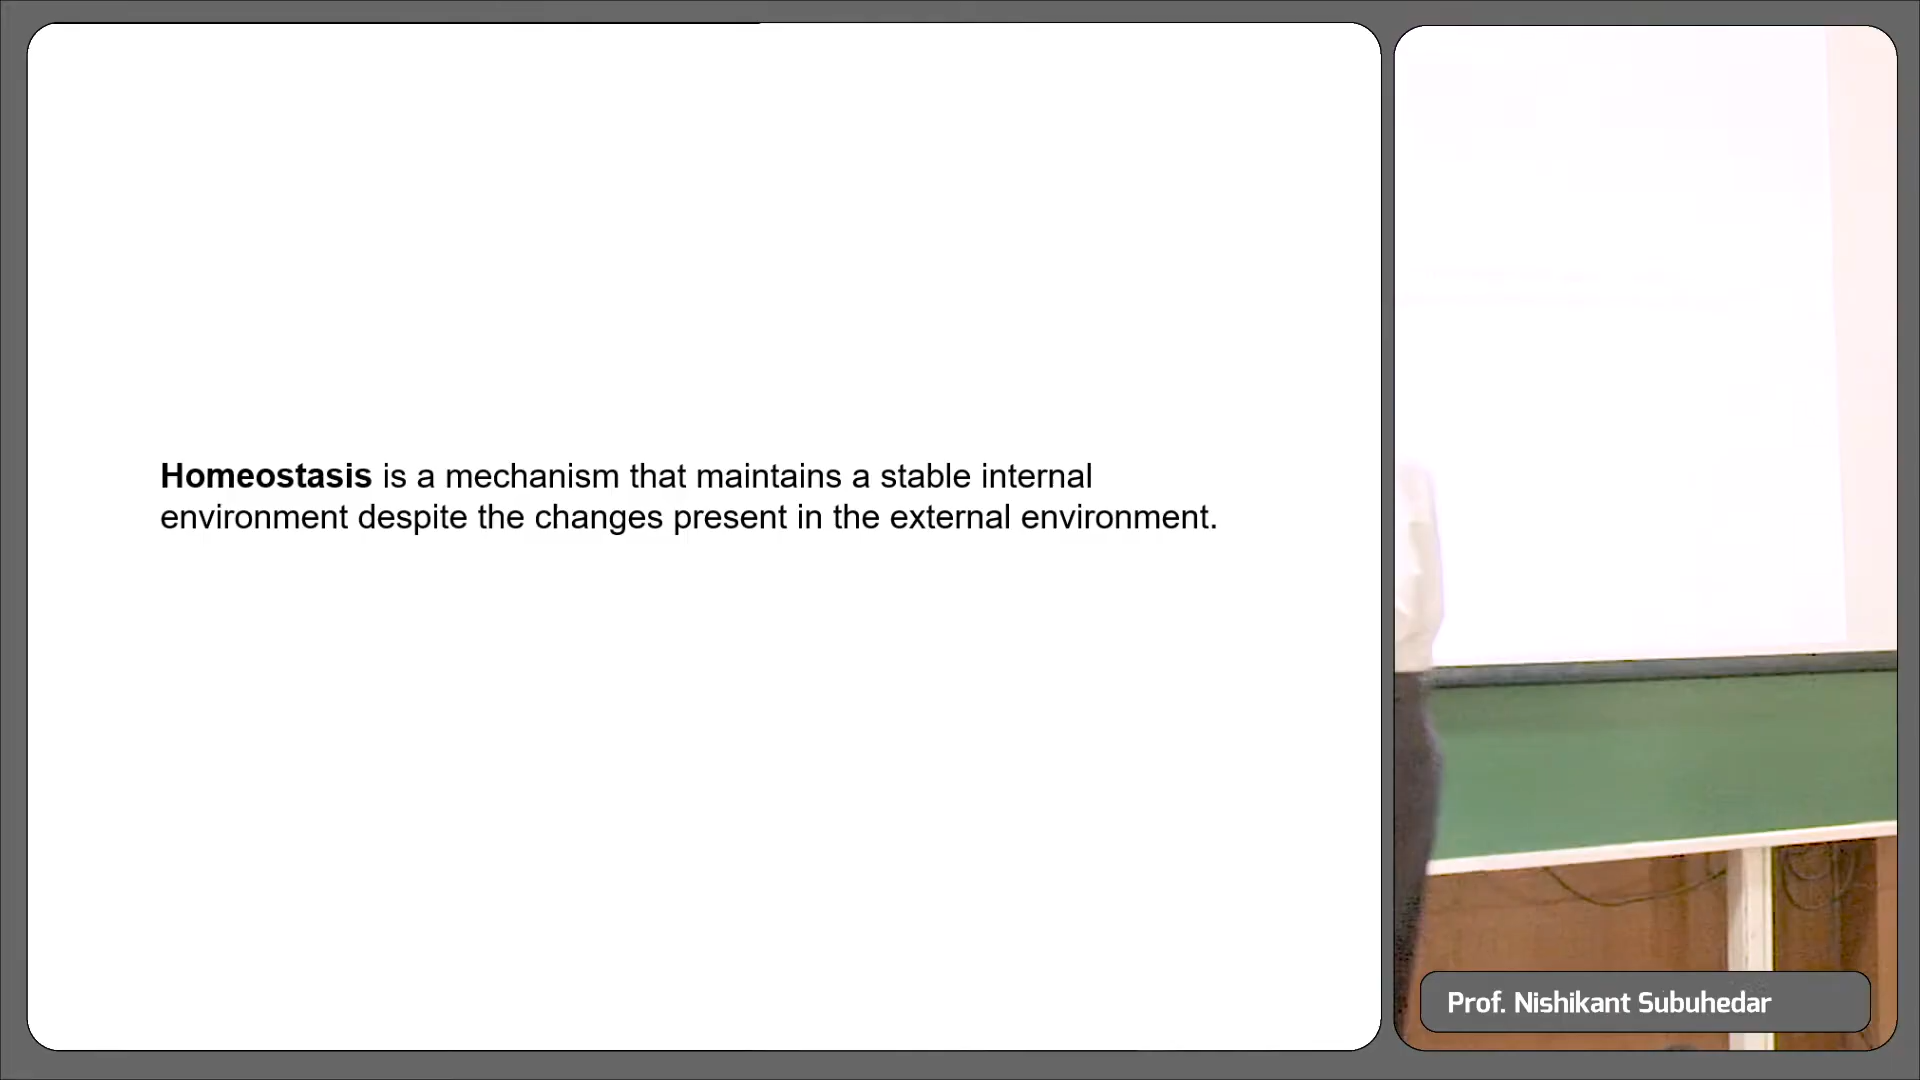 Homeostasis is a mechanism that maintains a stable internal
environment despite the changes present in the external environment.
Prof. Nishikant Subuhedar